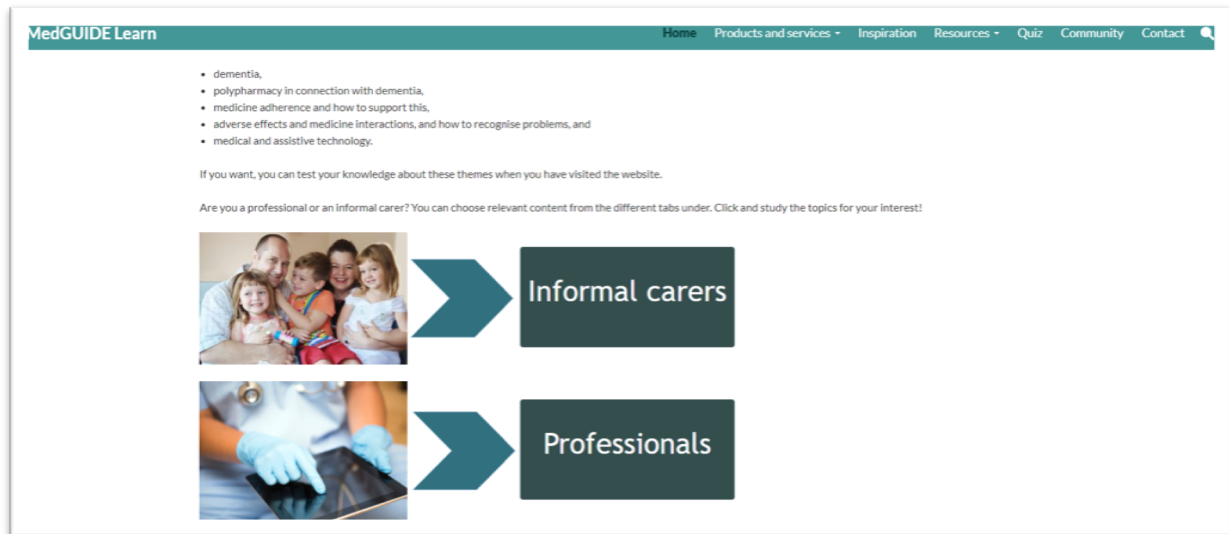 MedGUIDE Learn
Home Products and services Inspiration Resources Quiz Community Contact
• dementia,
• polypharmacy in connection with dementia,
• medicine adherence and how to support this,
• adverse effects and medicine interactions, and how to recognise problems, and
• medical and assistive technology.
If you want, you can test your knowledge about these themes when you have visited the website.
Are you a professional or an informal carer? You can choose relevant content from the different tabs under. Click and study the topics for your interest!
Informal carers
Professionals